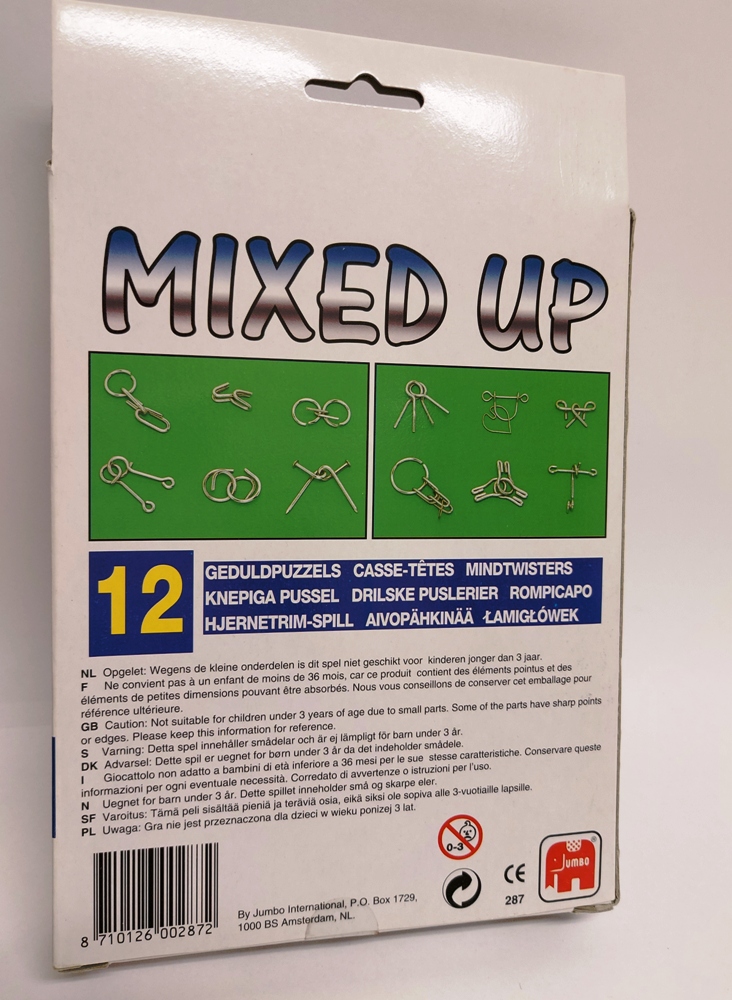 MIXED UP
12
GEDULDPUZZELS CASSE-TÊTES MINDTWISTERS
KNEPIGA PUSSEL DRILSKE PUSLERIER ROMPICAPO
HJERNETRIM-SPILL AIVOPÄHKINÄÄ ŁAMIGŁÓWEK
NL Opgelet: Wegens de kleine onderdelen is dit spel niet geschikt voor kinderen jonger dan 3 jaar.
F Ne convient pas à un enfant de moins de 36 mois, car ce produit contient des éléments pointus et des
éléments de petites dimensions pouvant être absorbés. Nous vous conseillons de conserver cet emballage pour
référence ultérieure.
GB Caution: Not suitable for children under 3 years of age due to small parts. Some of the parts have sharp points
or edges. Please keep this information for reference.
S Varning: Detta spel innehåller smådelar och är ej lämpligt för barn under 3 år.
DK Advarsel: Dette spil er uegnet for børn under 3 år da det indeholder smådele.
I Giocattolo non adatto a bambini di età inferiore a 36 mesi per le sue stesse caratteristiche. Conservare queste
informazioni per ogni eventuale necessità. Corredato di avvertenze o istruzioni per l'uso.
N Uegnet for barn under 3 år. Dette spillet inneholder små og skarpe eler.
SF Varoitus: Tämä peli sisältää pieniä ja teräviä osia, eikä siksi ole sopiva alle 3-vuotiaille lapsille.
PL Uwaga: Gra nie jest przeznaczona dla dzieci w wieku ponizej 3 lat.
0-3
CE
287
JUMBO
®
By Jumbo International, P.O. Box 1729,
1000 BS Amsterdam, NL.
8 710126 002872